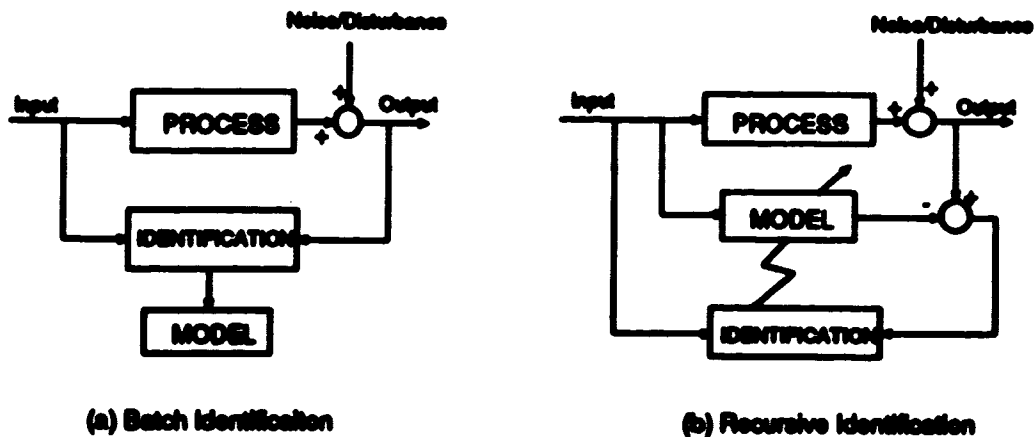 Noise/Disturbance
+
Input
PROCESS
+
Output
IDENTIFICATION
MODEL
(a) Batch Identificaiton
Noise/Disturbance
+
Input
PROCESS
+
Output
MODEL
-
+
IDENTIFICATION
(b) Recursive Identification